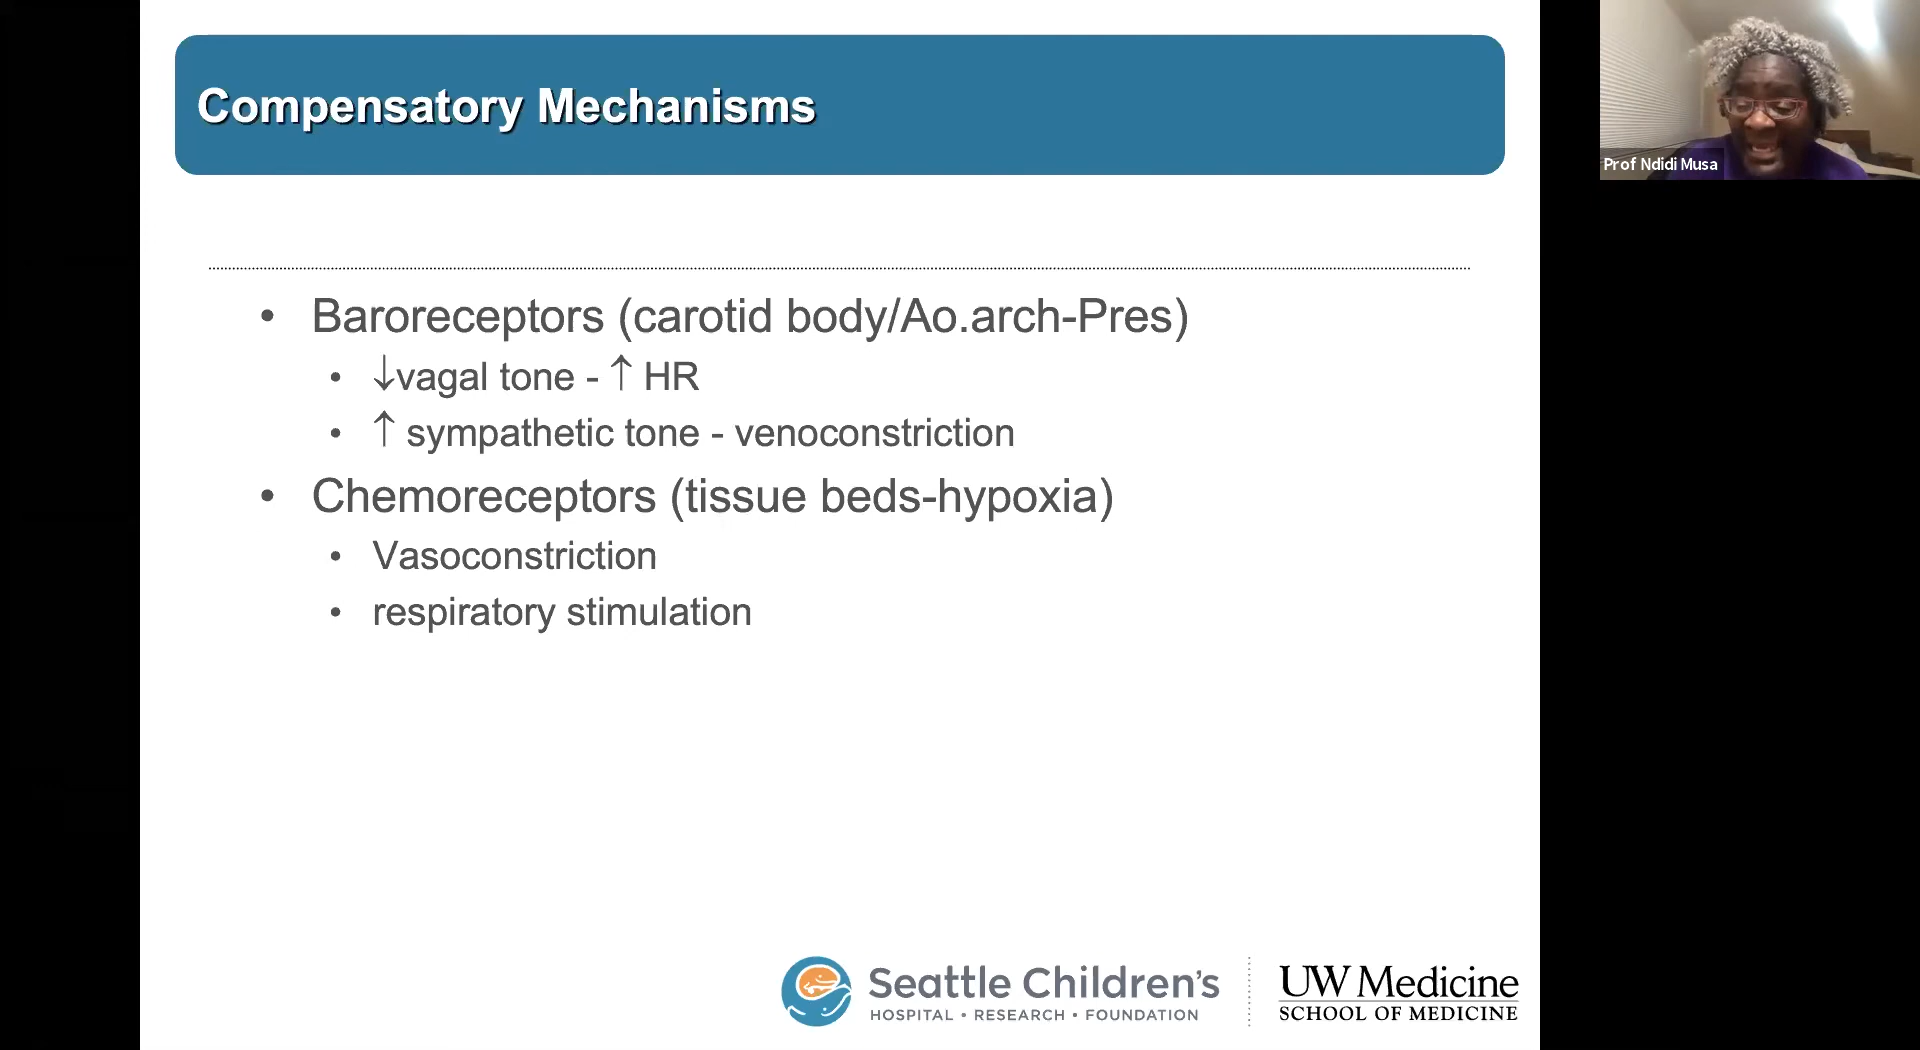 Compensatory Mechanisms
Prof Ndidi Musa
• Baroreceptors (carotid body/Ao.arch-Pres)
• ↓vagal tone - ↑ HR
• ↑ sympathetic tone - venoconstriction
• Chemoreceptors (tissue beds-hypoxia)
• Vasoconstriction
• respiratory stimulation
Seattle Children's
HOSPITAL • RESEARCH • FOUNDATION
UW Medicine
SCHOOL OF MEDICINE